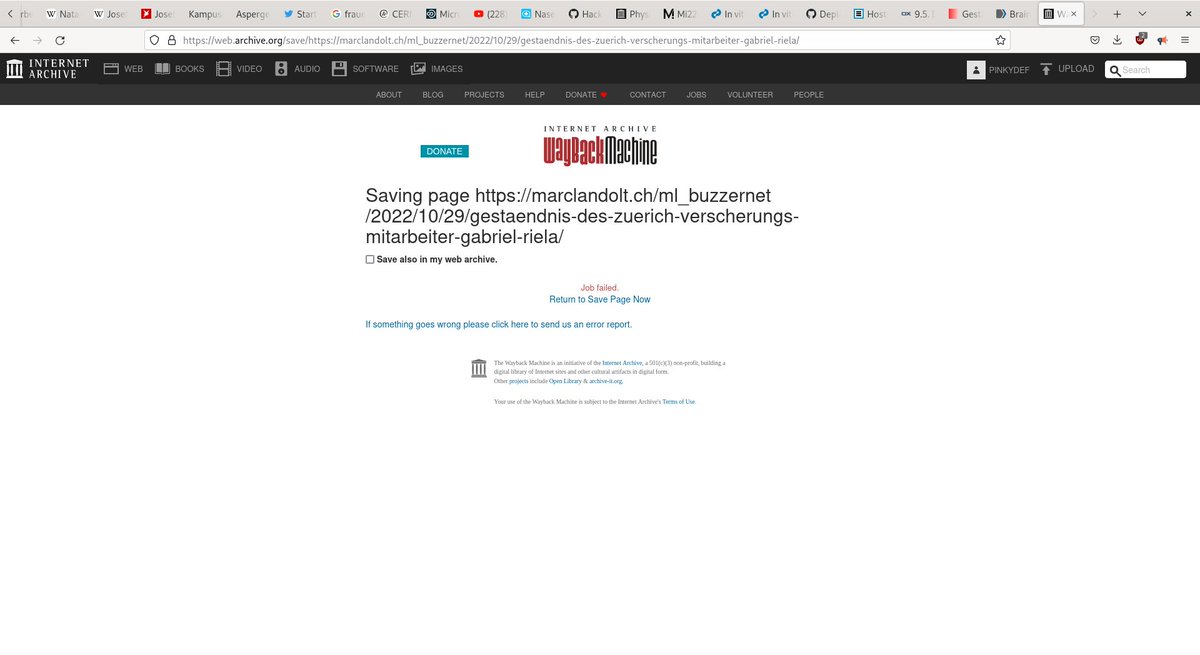 rbe
Nata
Jose
Jose
Kampus
Asperge
Start
frau
CER
Micr
(228)
Nase
Hac
Phys
Mi22
In vit
In vit
Depl
Host
9.5.
Gest
Brain
W
https://web.archive.org/save/https://marclandolt.ch/ml_buzzernet/2022/10/29/gestaendnis-des-zuerich-verscherungs-mitarbeiter-gabriel-riela/
INTERNET
ARCHIVE
WEB
BOOKS
VIDEO
AUDIO
SOFTWARE
IMAGES
PINKYDEF
UPLOAD
Search
ABOUT
BLOG
PROJECTS
HELP
DONATE
CONTACT
JOBS
VOLUNTEER
PEOPLE
DONATE
INTERNET ARCHIVE
WayBackMachine
Saving page https://marclandolt.ch/ml_buzzernet
/2022/10/29/gestaendnis-des-zuerich-verscherungs-
mitarbeiter-gabriel-riela/
Save also in my web archive.
Job failed.
Return to Save Page Now
If something goes wrong please click here to send us an error report.
The Wayback Machine is an initiative of the Internet Archive, a 501(c)(3) non-profit, building a
digital library of Internet sites and other cultural artifacts in digital form.
Other projects include Open Library & archive-it.org.
Your use of the Wayback Machine is subject to the Internet Archive's Terms of Use.